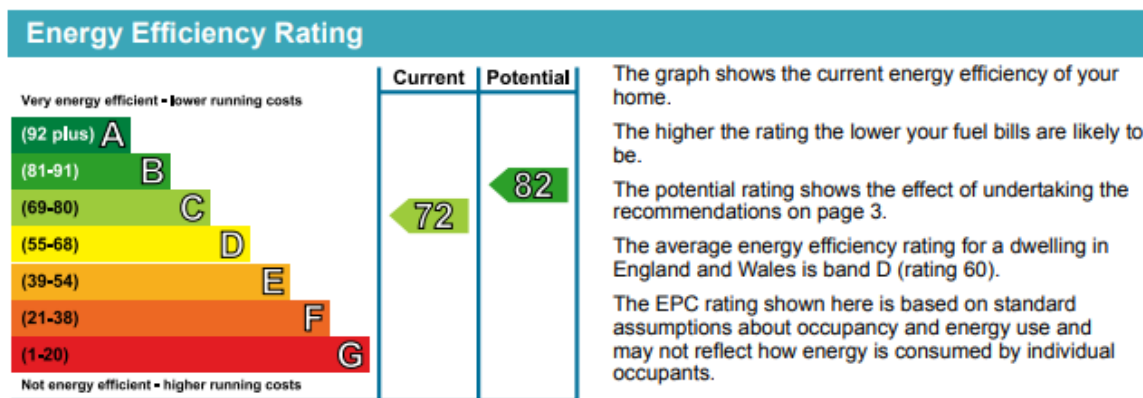 Energy Efficiency Rating
Current Potential
Very energy efficient - lower running costs
(92 plus) A
(81-91) B
(69-80) C
(55-68) D
(39-54) E
(21-38) F
(1-20) G
Not energy efficient - higher running costs
72
82
The graph shows the current energy efficiency of your
home.
The higher the rating the lower your fuel bills are likely to
be.
The potential rating shows the effect of undertaking the
recommendations on page 3.
The average energy efficiency rating for a dwelling in
England and Wales is band D (rating 60).
The EPC rating shown here is based on standard
assumptions about occupancy and energy use and
may not reflect how energy is consumed by individual
occupants.